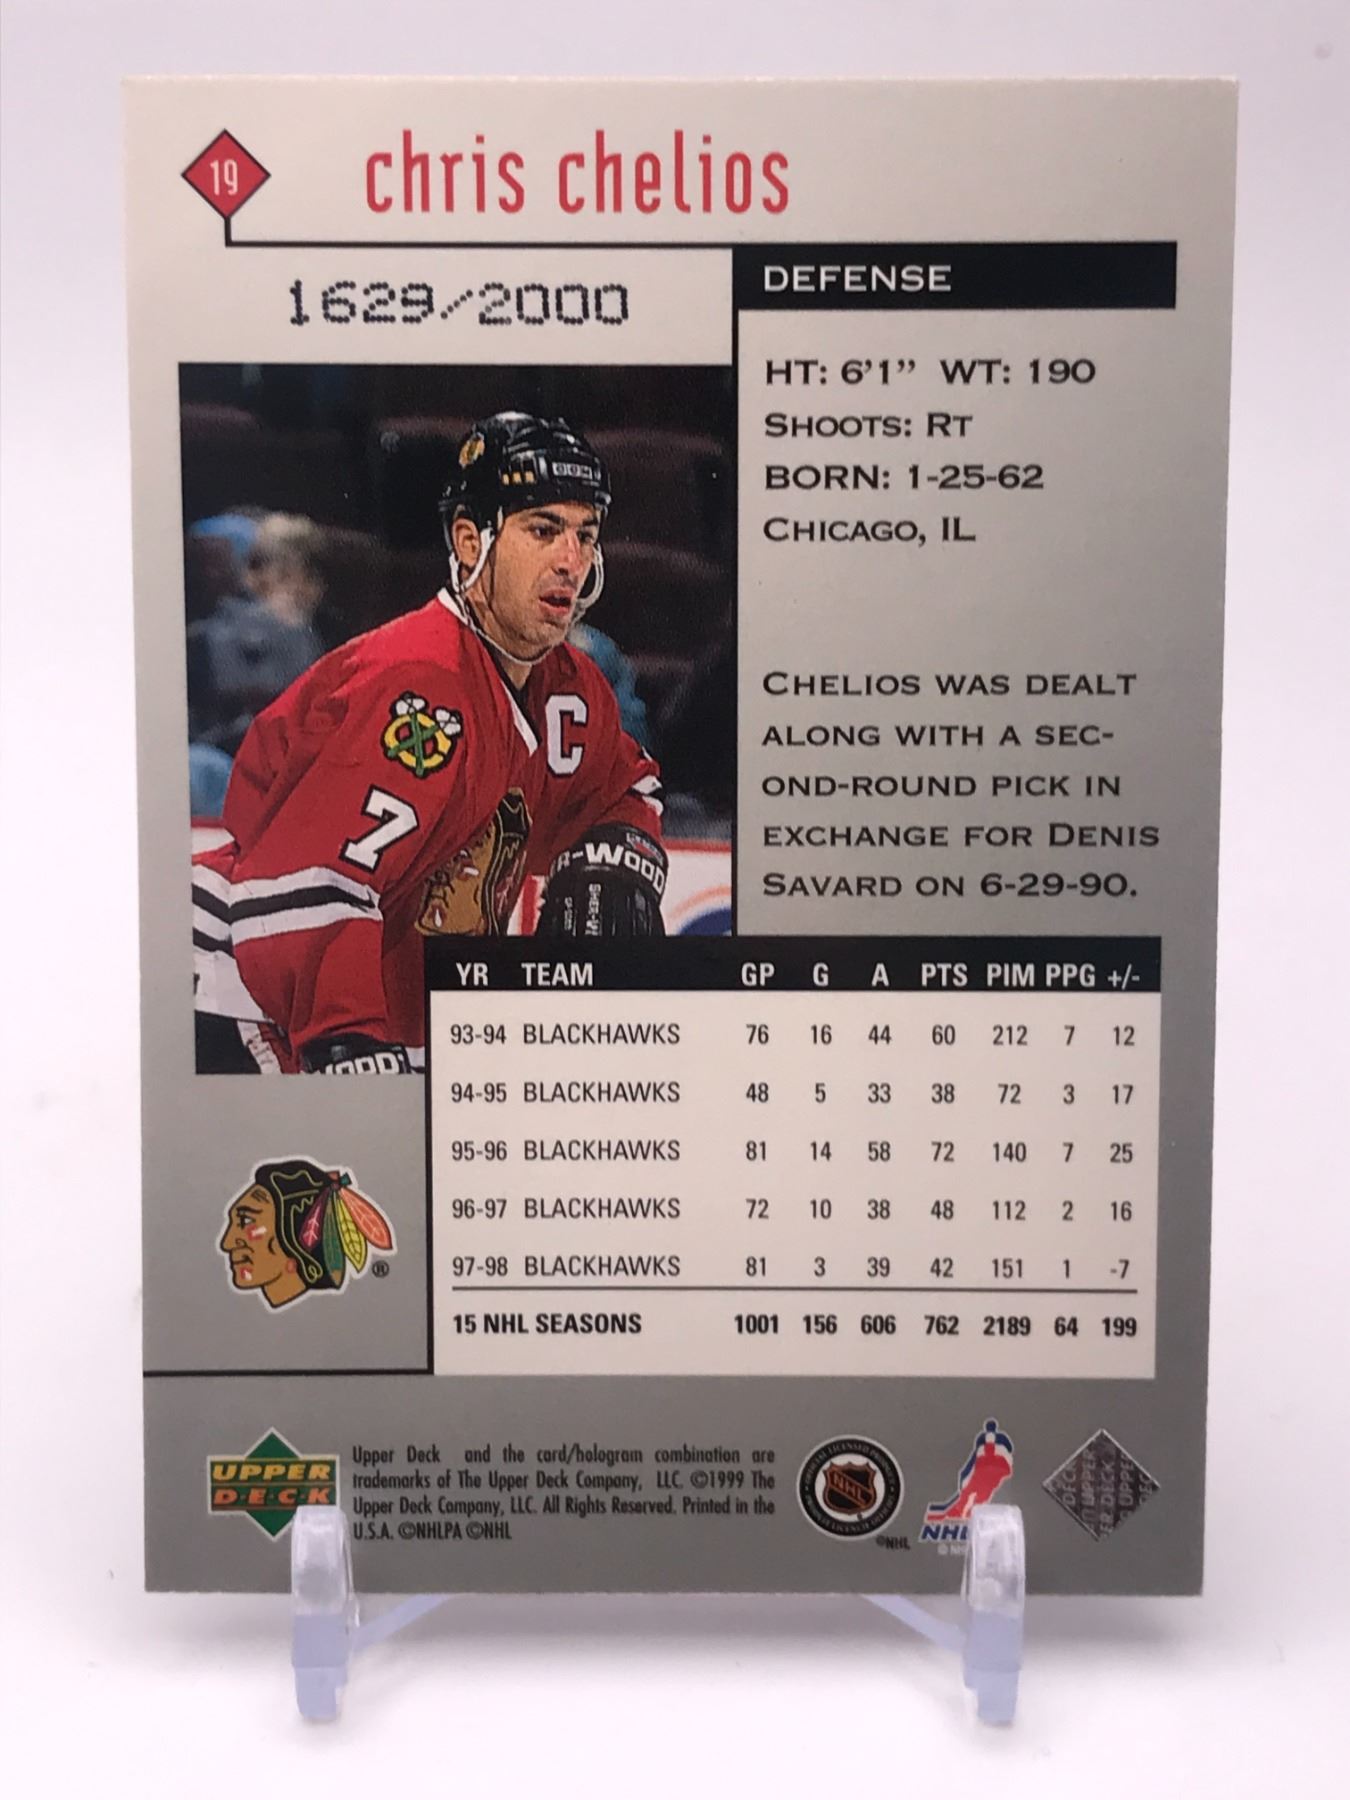 19
chris chelios
1629/2000
DEFENSE
HT: 6'1" WT: 190
SHOOTS: RT
BORN: 1-25-62
CHICAGO, IL
CHELIOS WAS DEALT
ALONG WITH A SEC-
OND-ROUND PICK IN
EXCHANGE FOR DENIS
SAVARD ON 6-29-90.
C
7
YR TEAM GP G A PTS PIM PPG +/-
93-94 BLACKHAWKS 76 16 44 60 212 7 12
94-95 BLACKHAWKS 48 5 33 38 72 3 17
95-96 BLACKHAWKS 81 14 58 72 140 7 25
96-97 BLACKHAWKS 72 10 38 48 112 2 16
97-98 BLACKHAWKS 81 3 39 42 151 1 -7
15 NHL SEASONS 1001 156 606 762 2189 64 199
®
UPPER
D·E·C·K
Upper Deck and the card/hologram combination are
trademarks of The Upper Deck Company, LLC. ©1999 The
Upper Deck Company, LLC. All Rights Reserved. Printed in the
U.S.A. ©NHLPA ©NHL
NHL
©NHL